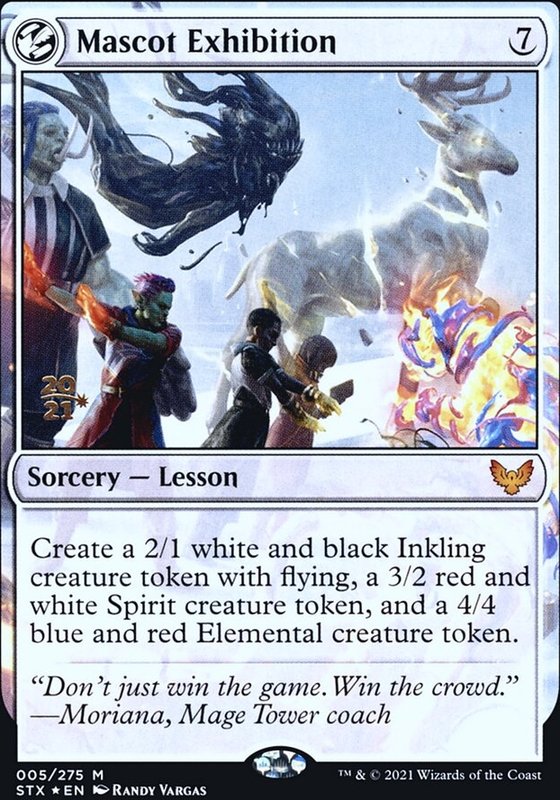 Mascot Exhibition 7
20
21
Sorcery — Lesson
Create a 2/1 white and black Inkling
creature token with flying, a 3/2 red and
white Spirit creature token, and a 4/4
blue and red Elemental creature token.
“Don’t just win the game. Win the crowd.”
—Moriana, Mage Tower coach
005/275 M
STX ★ EN Randy Vargas
™ & © 2021 Wizards of the Coast